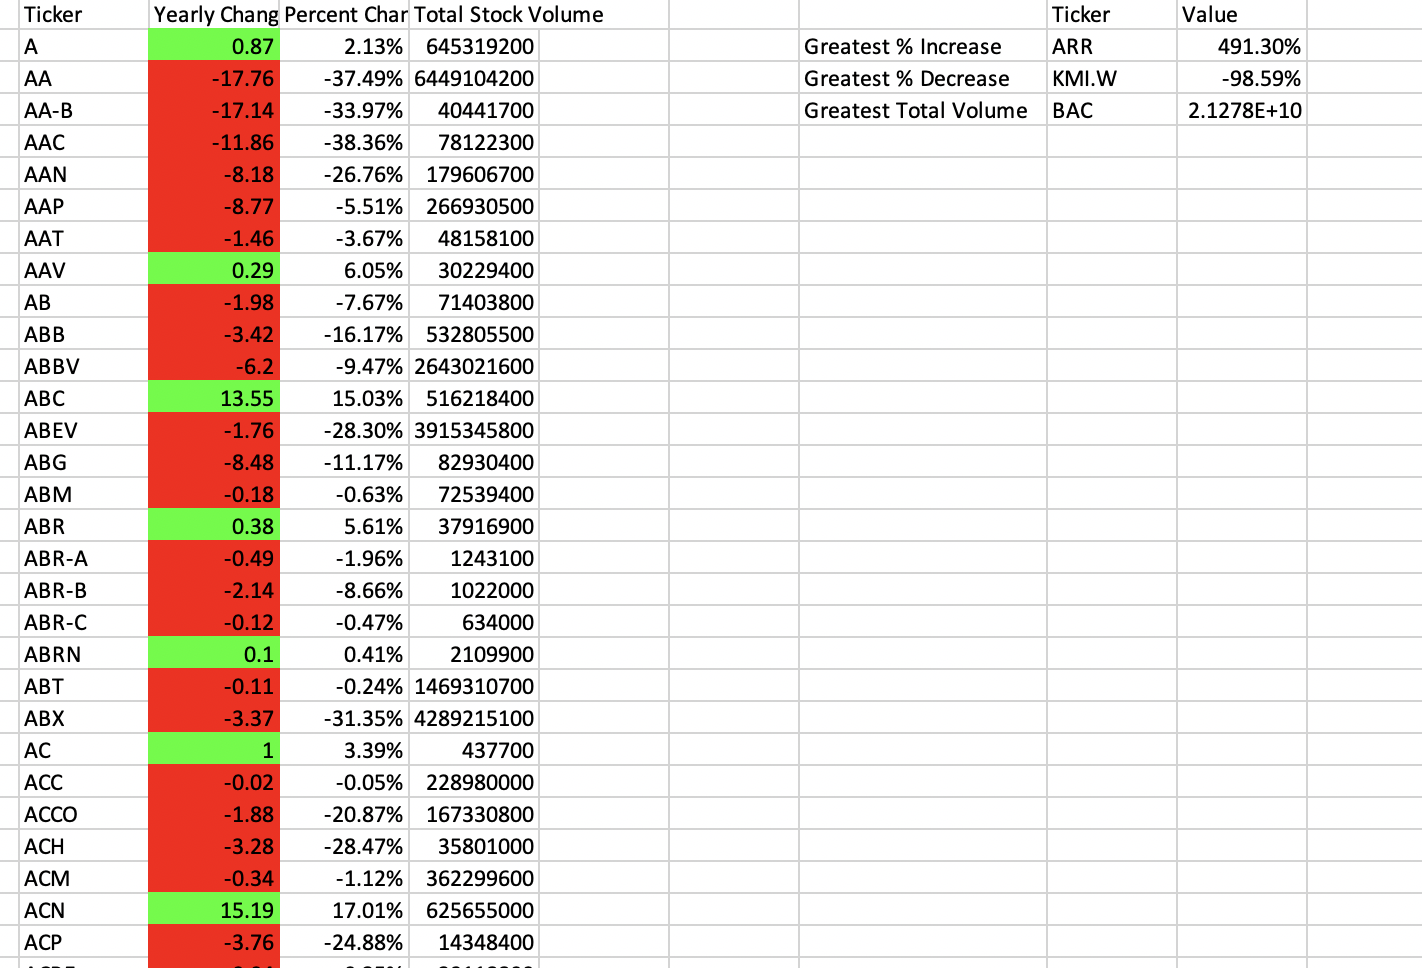 Ticker Yearly Chang Percent Char Total Stock Volume Ticker Value
A 0.87 2.13% 645319200 Greatest % Increase ARR 491.30%
AA -17.76 -37.49% 6449104200 Greatest % Decrease KMI.W -98.59%
AA-B -17.14 -33.97% 40441700 Greatest Total Volume BAC 2.1278E+10
AAC -11.86 -38.36% 78122300
AAN -8.18 -26.76% 179606700
AAP -8.77 -5.51% 266930500
AAT -1.46 -3.67% 48158100
AAV 0.29 6.05% 30229400
AB -1.98 -7.67% 71403800
ABB -3.42 -16.17% 532805500
ABBV -6.2 -9.47% 2643021600
ABC 13.55 15.03% 516218400
ABEV -1.76 -28.30% 3915345800
ABG -8.48 -11.17% 82930400
ABM -0.18 -0.63% 72539400
ABR 0.38 5.61% 37916900
ABR-A -0.49 -1.96% 1243100
ABR-B -2.14 -8.66% 1022000
ABR-C -0.12 -0.47% 634000
ABRN 0.1 0.41% 2109900
ABT -0.11 -0.24% 1469310700
ABX -3.37 -31.35% 4289215100
AC 1 3.39% 437700
ACC -0.02 -0.05% 228980000
ACCO -1.88 -20.87% 167330800
ACH -3.28 -28.47% 35801000
ACM -0.34 -1.12% 362299600
ACN 15.19 17.01% 625655000
ACP -3.76 -24.88% 14348400